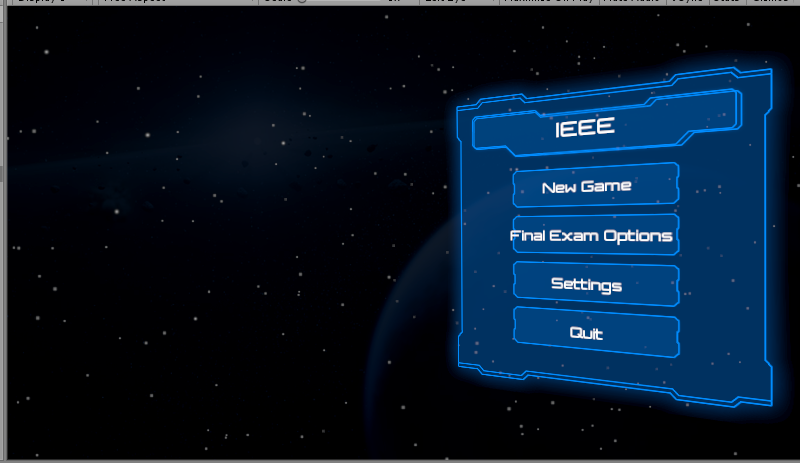 IEEE
New Game
Final Exam Options
Settings
Quit